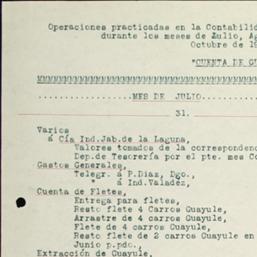 Operaciones practicadas en la Contabilid
durante los meses de Julio, Ag
Octubre de 19
"CUENTA DE GU
MES DE JULIO
31.
Varios
á Cía Ind.Jab.de la Laguna,
Valores tomados de la correspondenc
Dep.de Tesorería por el pte. mes Co
Gastos Generales,
Telegr. á P.Diaz, Dgo.,
" á Ind.Valadez,
Cuenta de Fletes,
Entrega para fletes,
Resto flete 4 Carros Guayule,
Arrastre de 4 carros Guayule,
Flete de 4 carros Guayule,
Resto flete de 2 carros Guayule en
Junio p.pdo.,
Extracción de Guayule,